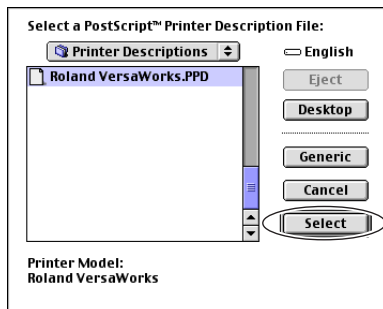 Select a PostScript™ Printer Description File:
Printer Descriptions
English
Roland VersaWorks.PPD
Eject
Desktop
Generic
Cancel
Select
Printer Model:
Roland VersaWorks